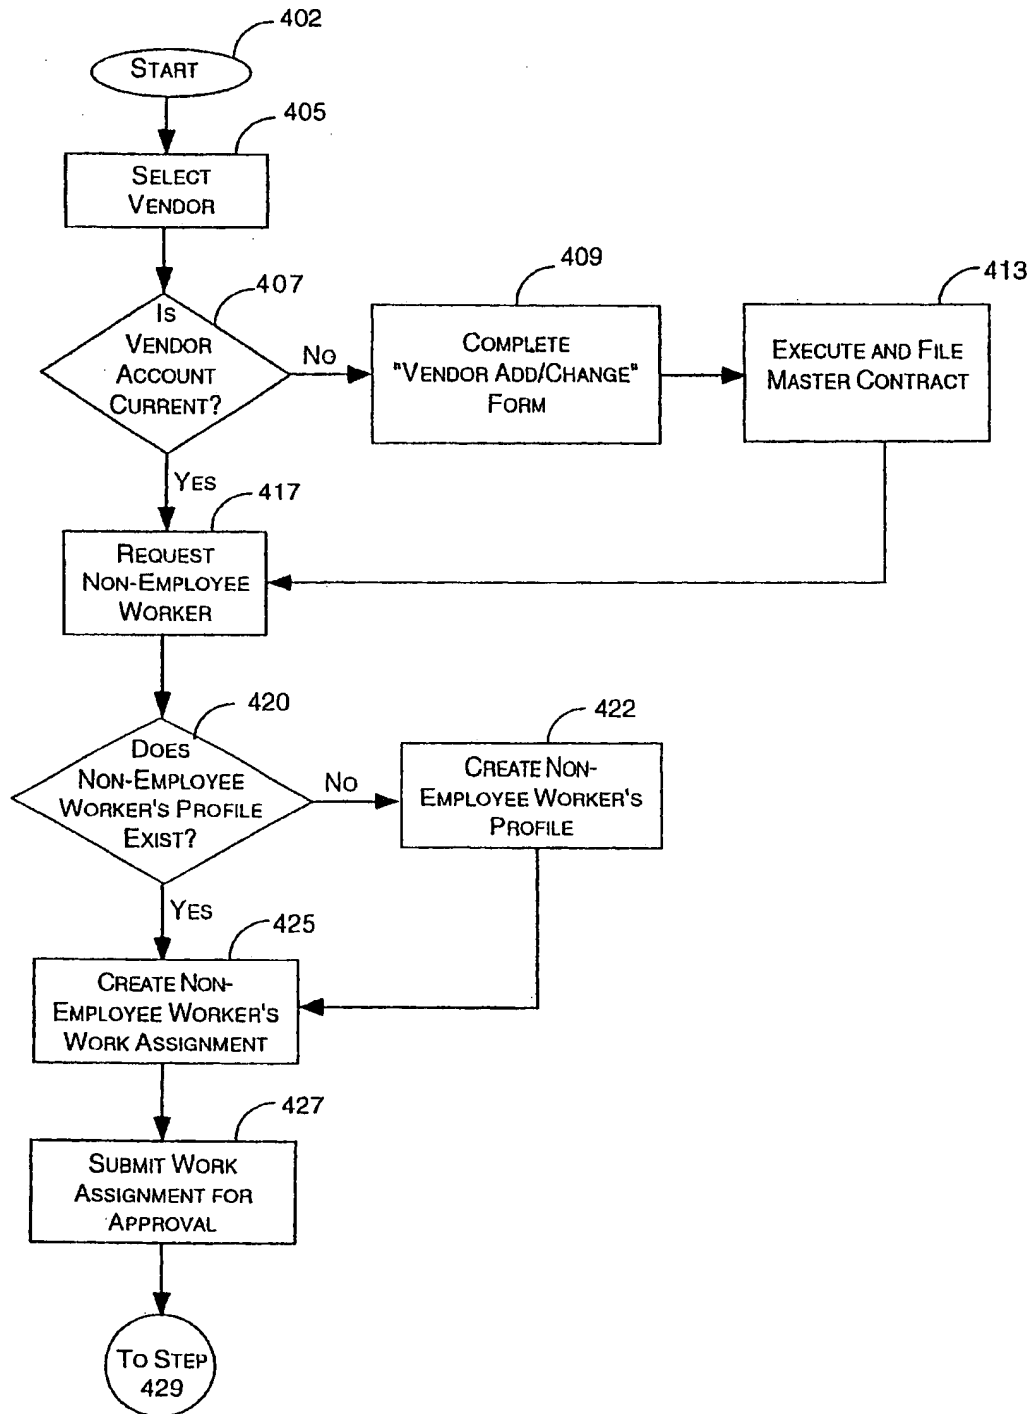 402
START
405
SELECT
VENDOR
407
IS
VENDOR
ACCOUNT
CURRENT?
NO
409
COMPLETE
"VENDOR ADD/CHANGE"
FORM
413
EXECUTE AND FILE
MASTER CONTRACT
YES
417
REQUEST
NON-EMPLOYEE
WORKER
420
DOES
NON-EMPLOYEE
WORKER'S PROFILE
EXIST?
NO
422
CREATE NON-
EMPLOYEE WORKER'S
PROFILE
YES
425
CREATE NON-
EMPLOYEE WORKER'S
WORK ASSIGNMENT
427
SUBMIT WORK
ASSIGNMENT FOR
APPROVAL
TO STEP
429